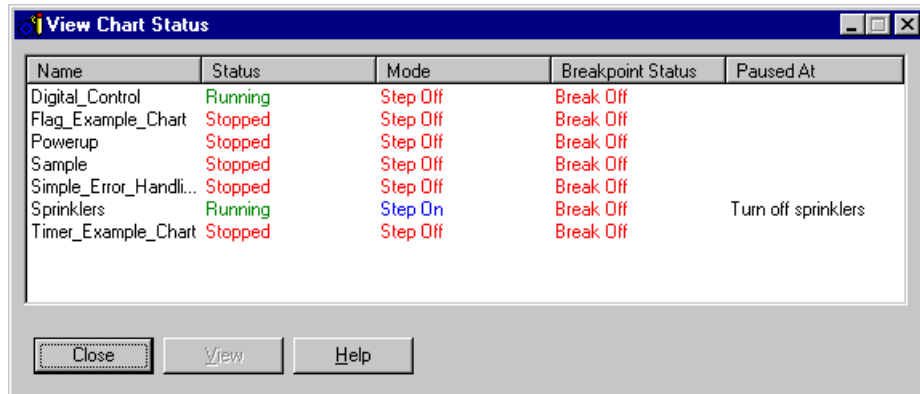 View Chart Status
Name Status Mode Breakpoint Status Paused At
Digital_Control Running Step Off Break Off
Flag_Example_Chart Stopped Step Off Break Off
Powerup Stopped Step Off Break Off
Sample Stopped Step Off Break Off
Simple_Error_Handli... Stopped Step Off Break Off
Sprinklers Running Step On Break Off Turn off sprinklers
Timer_Example_Chart Stopped Step Off Break Off
Close View Help